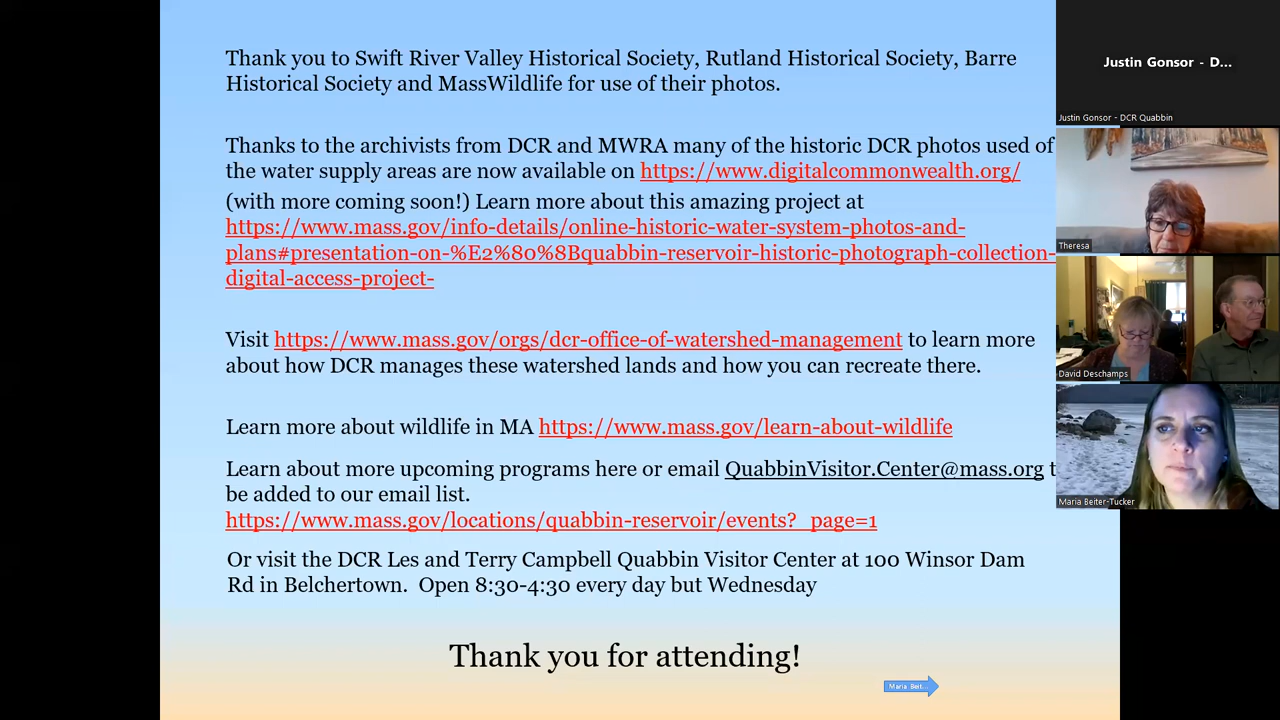 Thank you to Swift River Valley Historical Society, Rutland Historical Society, Barre
Historical Society and MassWildlife for use of their photos.
Thanks to the archivists from DCR and MWRA many of the historic DCR photos used of
the water supply areas are now available on https://www.digitalcommonwealth.org/
(with more coming soon!) Learn more about this amazing project at
https://www.mass.gov/info-details/online-historic-water-system-photos-and-
plans#presentation-on-%E2%80%8Bquabbin-reservoir-historic-photograph-collection-
digital-access-project-
Visit https://www.mass.gov/orgs/dcr-office-of-watershed-management to learn more
about how DCR manages these watershed lands and how you can recreate there.
Learn more about wildlife in MA https://www.mass.gov/learn-about-wildlife
Learn about more upcoming programs here or email QuabbinVisitor.Center@mass.org t
be added to our email list.
https://www.mass.gov/locations/quabbin-reservoir/events?_page=1
Or visit the DCR Les and Terry Campbell Quabbin Visitor Center at 100 Winsor Dam
Rd in Belchertown. Open 8:30-4:30 every day but Wednesday
Thank you for attending!
Maria Beit...
Justin Gonsor - D...
Justin Gonsor - DCR Quabbin
Theresa
David Deschamps
Maria Beiter-Tucker